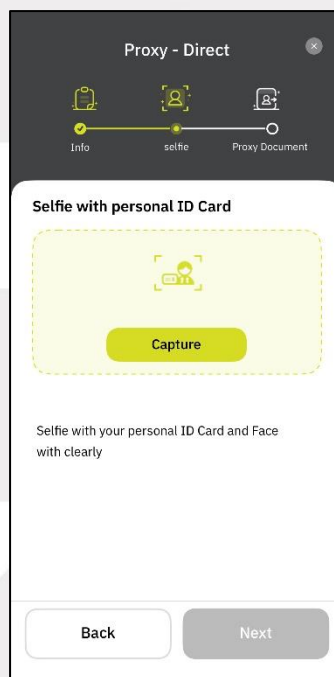 Proxy - Direct
Info
selfie
Proxy Document
Selfie with personal ID Card
Capture
Selfie with your personal ID Card and Face
with clearly
Back
Next